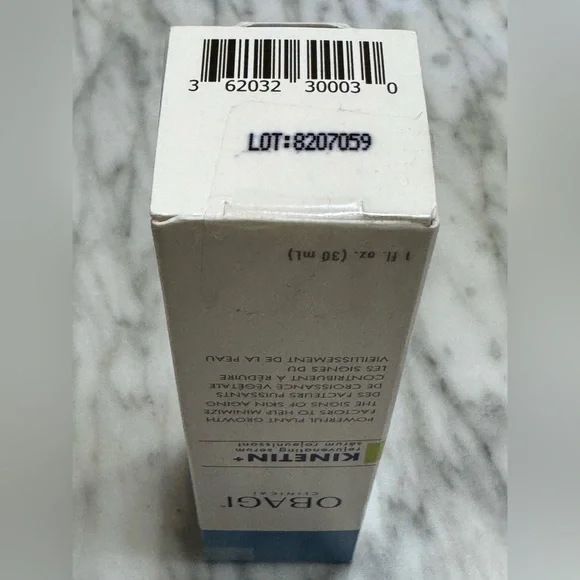 3 62032 30003 0
LOT:8207059
OBAGI
CLINICAL
KINETIN+
rejuvenating serum
sérum rajeunissant
POWERFUL PLANT GROWTH
FACTORS TO HELP MINIMIZE
THE SIGNS OF SKIN AGING
DES FACTEURS PUISSANTS
DE CROISSANCE VÉGÉTALE
CONTRIBUENT À RÉDUIRE
LES SIGNES DU
VIEILLISSEMENT DE LA PEAU
1 fl. oz. (30 mL)